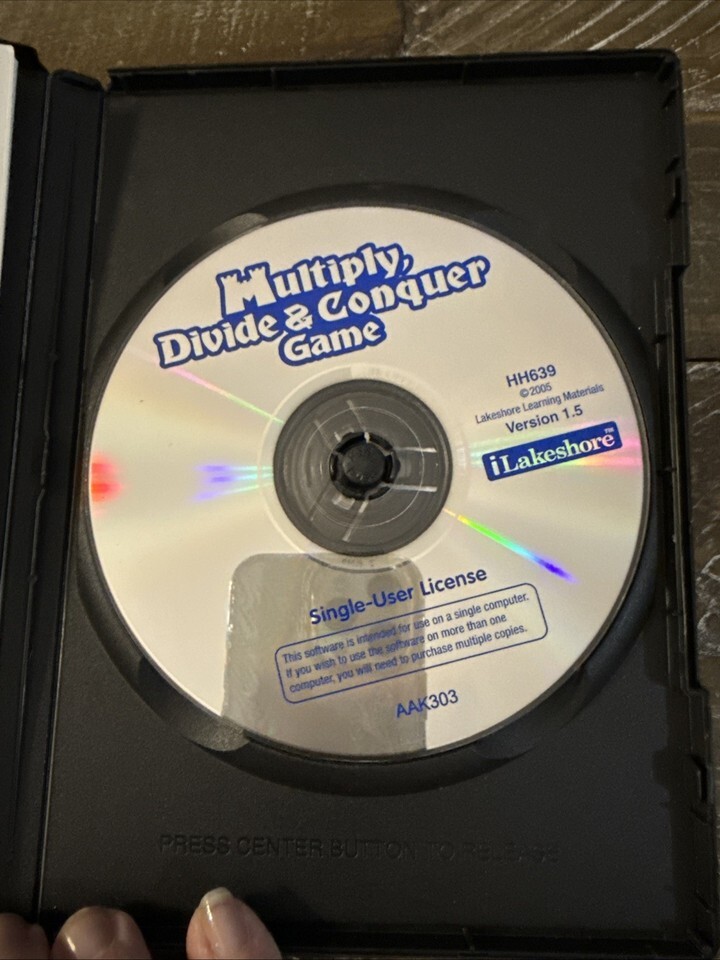 Multiply,
Divide & Conquer
Game
HH639
©2005
Lakeshore Learning Materials
Version 1.5
iLakeshore™
Single-User License
This software is intended for use on a single computer.
If you wish to use the software on more than one
computer, you will need to purchase multiple copies.
AAK303
PRESS CENTER BUTTON TO RELEASE